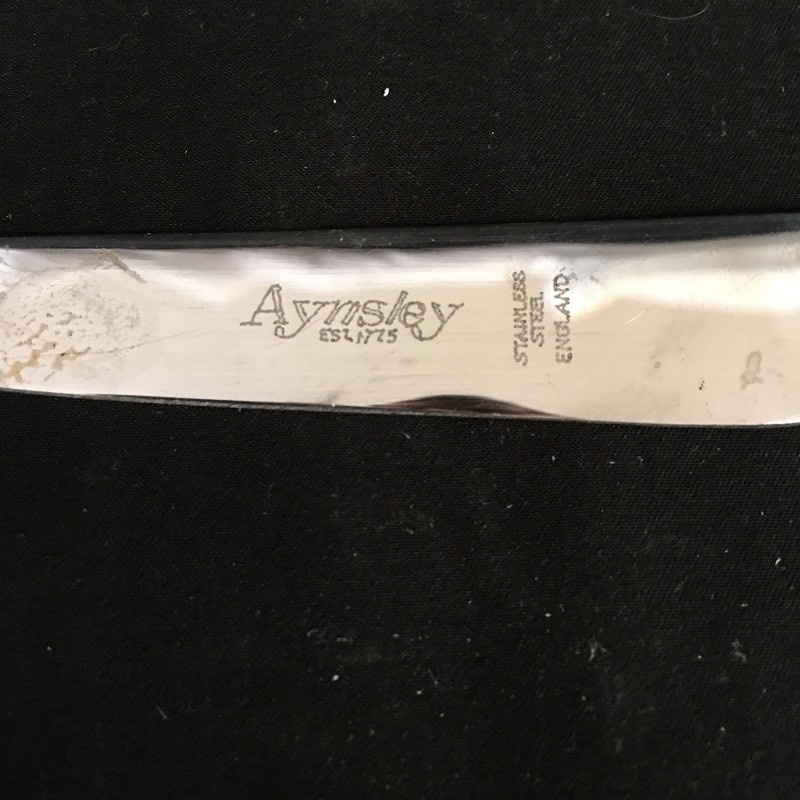 Aynsley
EST. 1775
STAINLESS
STEEL
ENGLAND